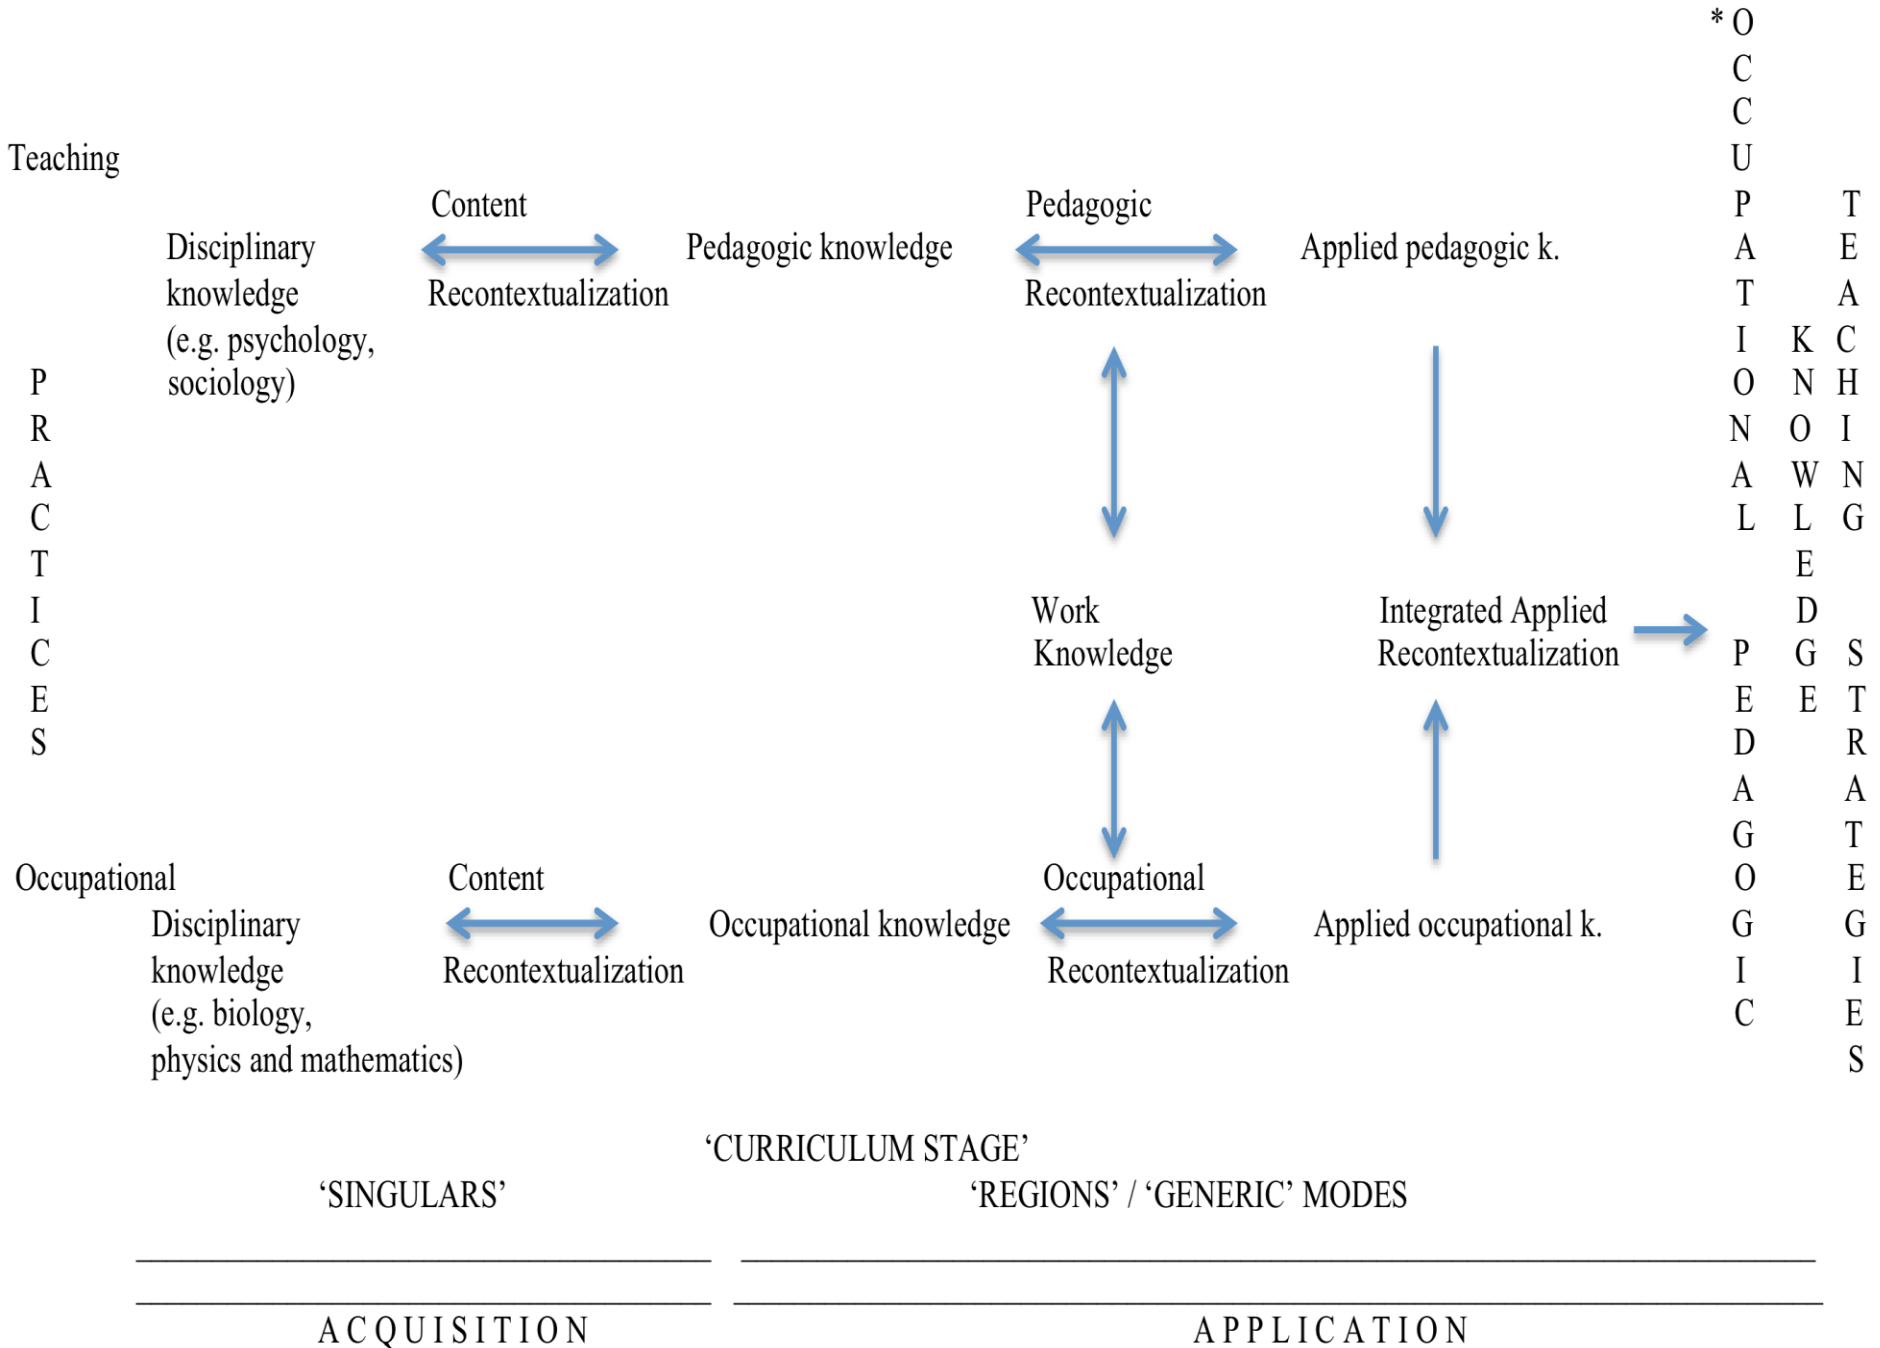 * OCCUPATIONAL PEDAGOGIC
KNOWLEDGE
TEACHING STRATEGIES
PRACTICES
Teaching
Content
Pedagogic
Disciplinary
Pedagogic knowledge
Applied pedagogic k.
knowledge
Recontextualization
Recontextualization
(e.g. psychology,
sociology)
Work
Knowledge
Integrated Applied
Recontextualization
Occupational
Content
Occupational
Disciplinary
Occupational knowledge
Applied occupational k.
knowledge
Recontextualization
Recontextualization
(e.g. biology,
physics and mathematics)
‘CURRICULUM STAGE’
‘SINGULARS’
‘REGIONS’ / ‘GENERIC’ MODES
A C Q U I S I T I O N
A P P L I C A T I O N